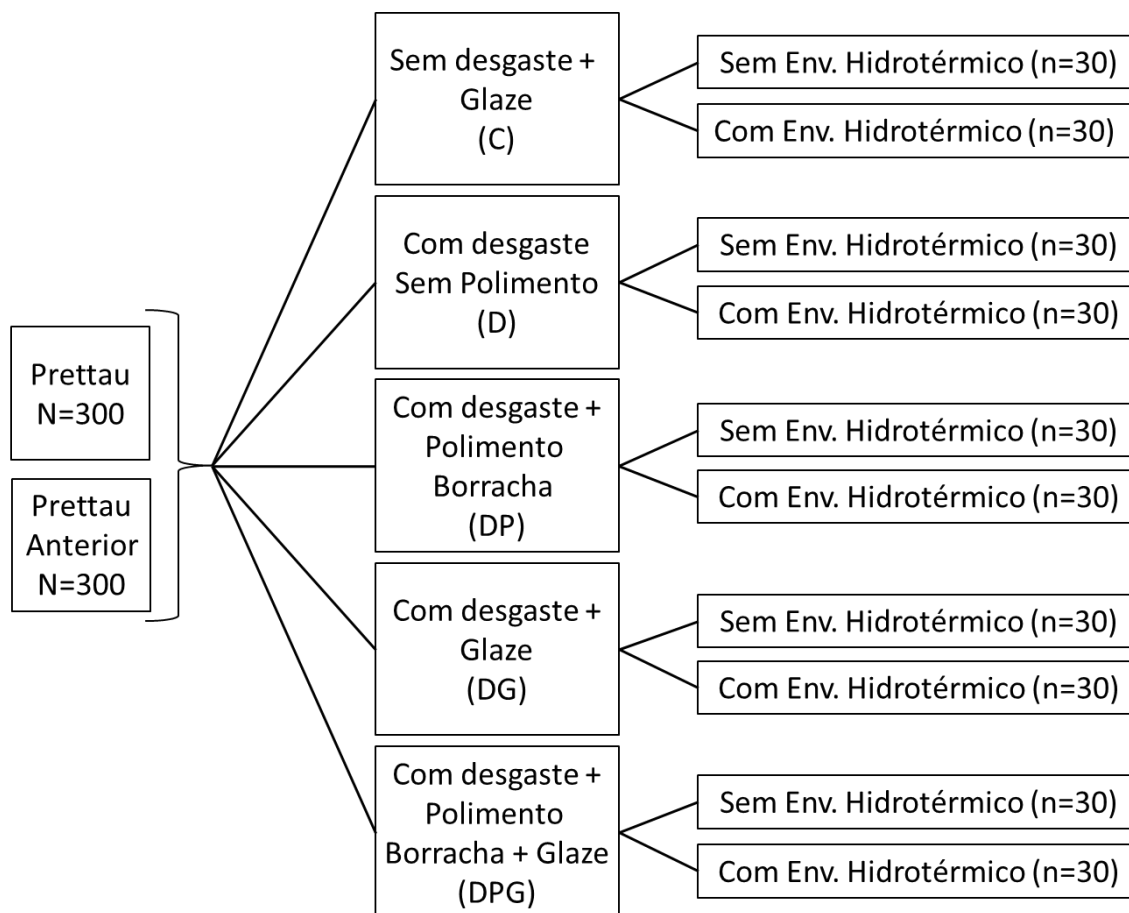 Prettau
N=300
Prettau
Anterior
N=300
Sem desgaste +
Glaze
(C)
Sem Env. Hidrotérmico (n=30)
Com Env. Hidrotérmico (n=30)
Com desgaste
Sem Polimento
(D)
Sem Env. Hidrotérmico (n=30)
Com Env. Hidrotérmico (n=30)
Com desgaste +
Polimento
Borracha
(DP)
Sem Env. Hidrotérmico (n=30)
Com Env. Hidrotérmico (n=30)
Com desgaste +
Glaze
(DG)
Sem Env. Hidrotérmico (n=30)
Com Env. Hidrotérmico (n=30)
Com desgaste +
Polimento
Borracha + Glaze
(DPG)
Sem Env. Hidrotérmico (n=30)
Com Env. Hidrotérmico (n=30)